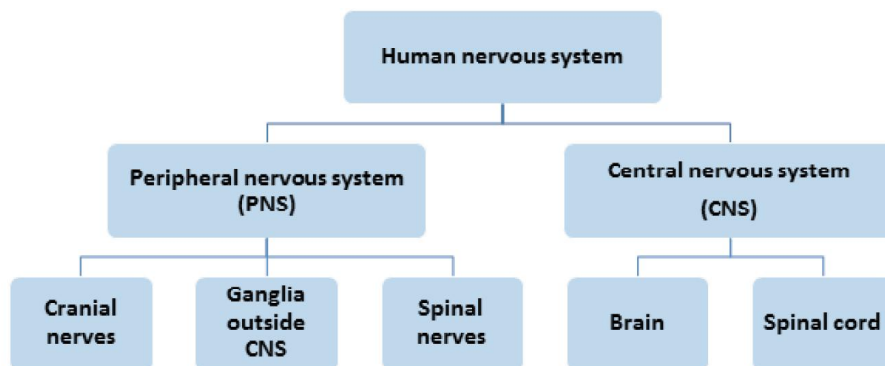 Human nervous system
Peripheral nervous system
(PNS)
Central nervous system
(CNS)
Cranial
nerves
Ganglia
outside
CNS
Spinal
nerves
Brain
Spinal cord